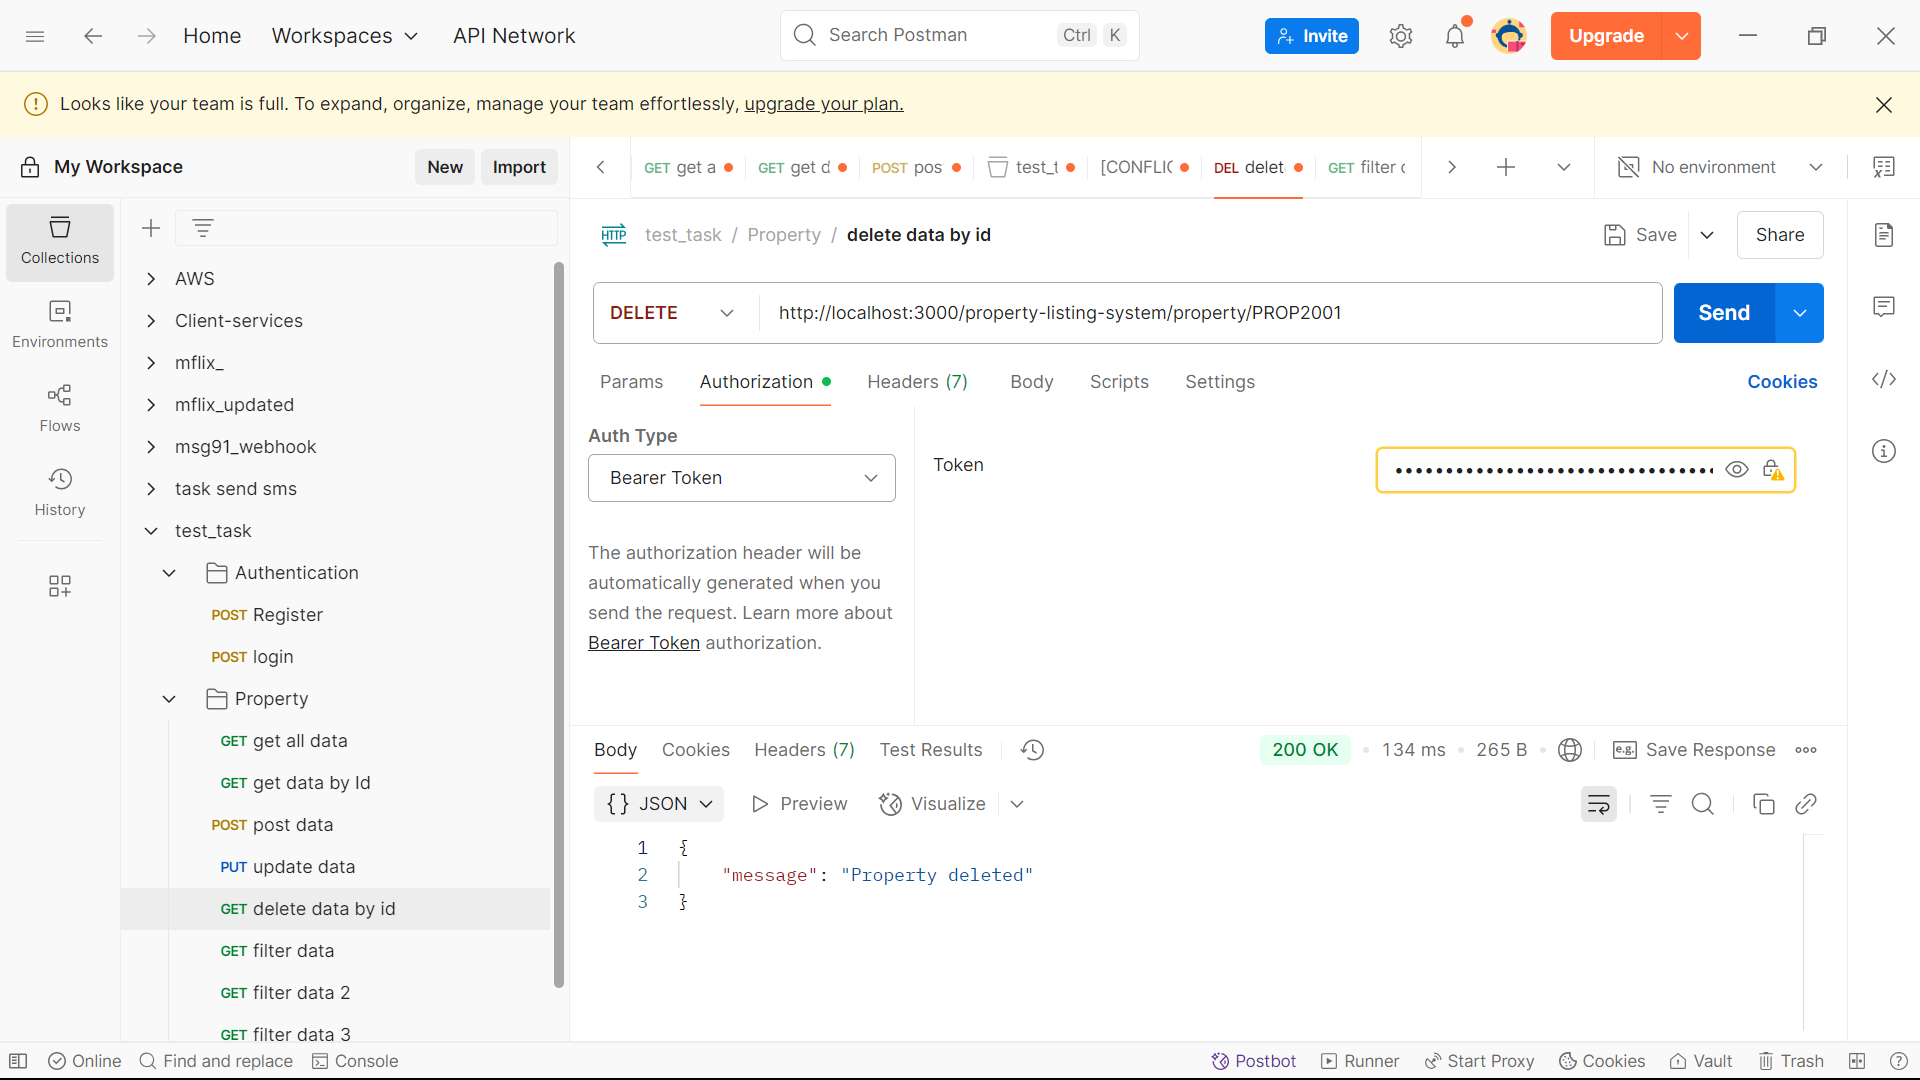 Home
Workspaces
API Network
Search Postman
Ctrl K
Invite
Upgrade
Looks like your team is full. To expand, organize, manage your team effortlessly, upgrade your plan.
My Workspace
New
Import
GET get a
GET get d
POST pos
test_t
[CONFLIC
DEL delet
GET filter
No environment
Collections
Environments
Flows
History
AWS
Client-services
mflix_
mflix_updated
msg91_webhook
task send sms
test_task
Authentication
POST Register
POST login
Property
GET get all data
GET get data by Id
POST post data
PUT update data
GET delete data by id
GET filter data
GET filter data 2
GET filter data 3
HTTP test_task / Property / delete data by id
Save
Share
DELETE
http://localhost:3000/property-listing-system/property/PROP2001
Send
Params
Authorization
Headers (7)
Body
Scripts
Settings
Cookies
Auth Type
Bearer Token
The authorization header will be
automatically generated when you
send the request. Learn more about
Bearer Token authorization.
Token
Body
Cookies
Headers (7)
Test Results
200 OK
134 ms
265 B
e.g. Save Response
{} JSON
Preview
Visualize
1 {
2 "message": "Property deleted"
3 }
Online
Find and replace
Console
Postbot
Runner
Start Proxy
Cookies
Vault
Trash